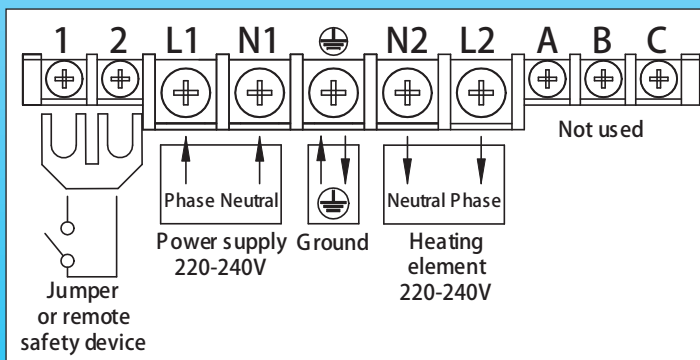 1 2 L1 N1 N2 L2 A B C
Not used
Phase Neutral
Neutral Phase
Power supply
220-240V
Ground
Heating
element
220-240V
Jumper
or remote
safety device